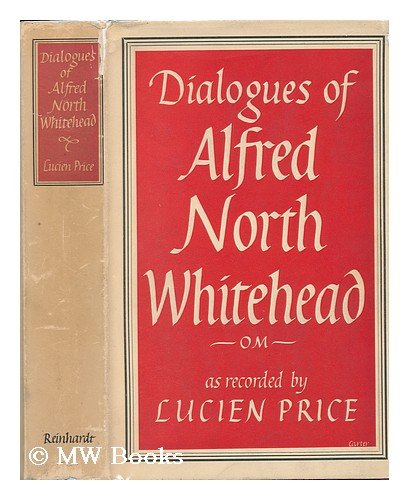 Dialogues
of
Alfred
North
Whitehead
Lucien Price
Reinhardt
Dialogues of
Alfred
North
Whitehead
OM
as recorded by
LUCIEN PRICE
Carter
© MW Books